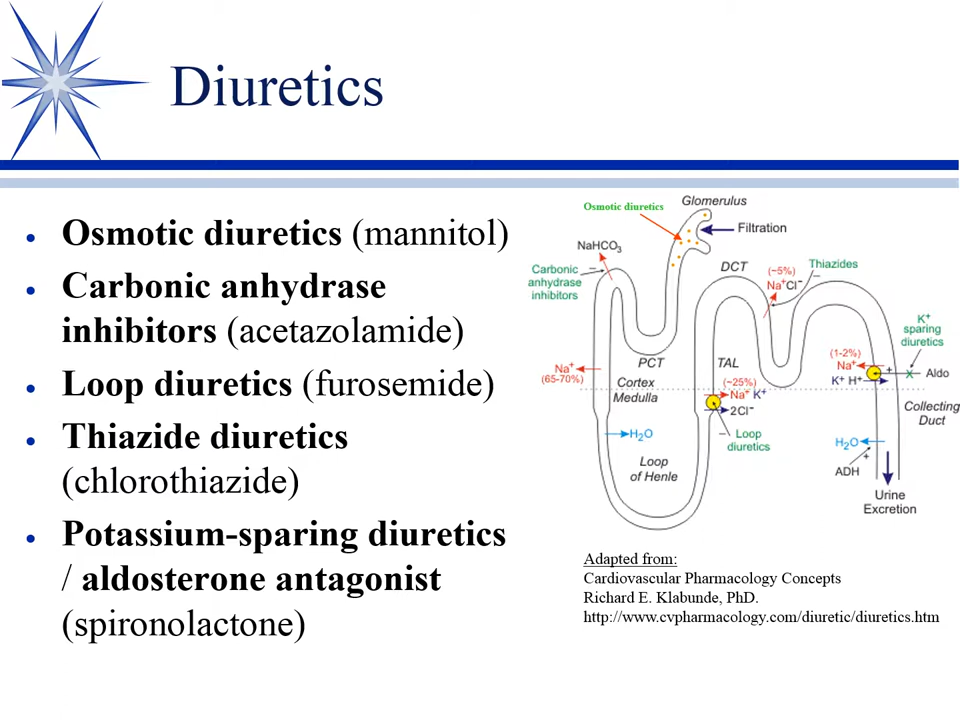 Diuretics
• Osmotic diuretics (mannitol)
• Carbonic anhydrase
inhibitors (acetazolamide)
• Loop diuretics (furosemide)
• Thiazide diuretics
(chlorothiazide)
• Potassium-sparing diuretics
/ aldosterone antagonist
(spironolactone)
Osmotic diuretics
Glomerulus
Filtration
NaHCO3
Carbonic
anhydrase
inhibitors
–
DCT
(~5%)
Na+Cl-
Thiazides
–
K+
sparing
diuretics
PCT
TAL
Na+
(65-70%)
Cortex
Medulla
(~25%)
Na+ K+
2Cl-
(1-2%)
Na+
K+ H+
+
X
Aldo
Collecting
Duct
H2O
– Loop
diuretics
Loop
of Henle
H2O
+
ADH
Urine
Excretion
Adapted from:
Cardiovascular Pharmacology Concepts
Richard E. Klabunde, PhD.
http://www.cvpharmacology.com/diuretic/diuretics.htm